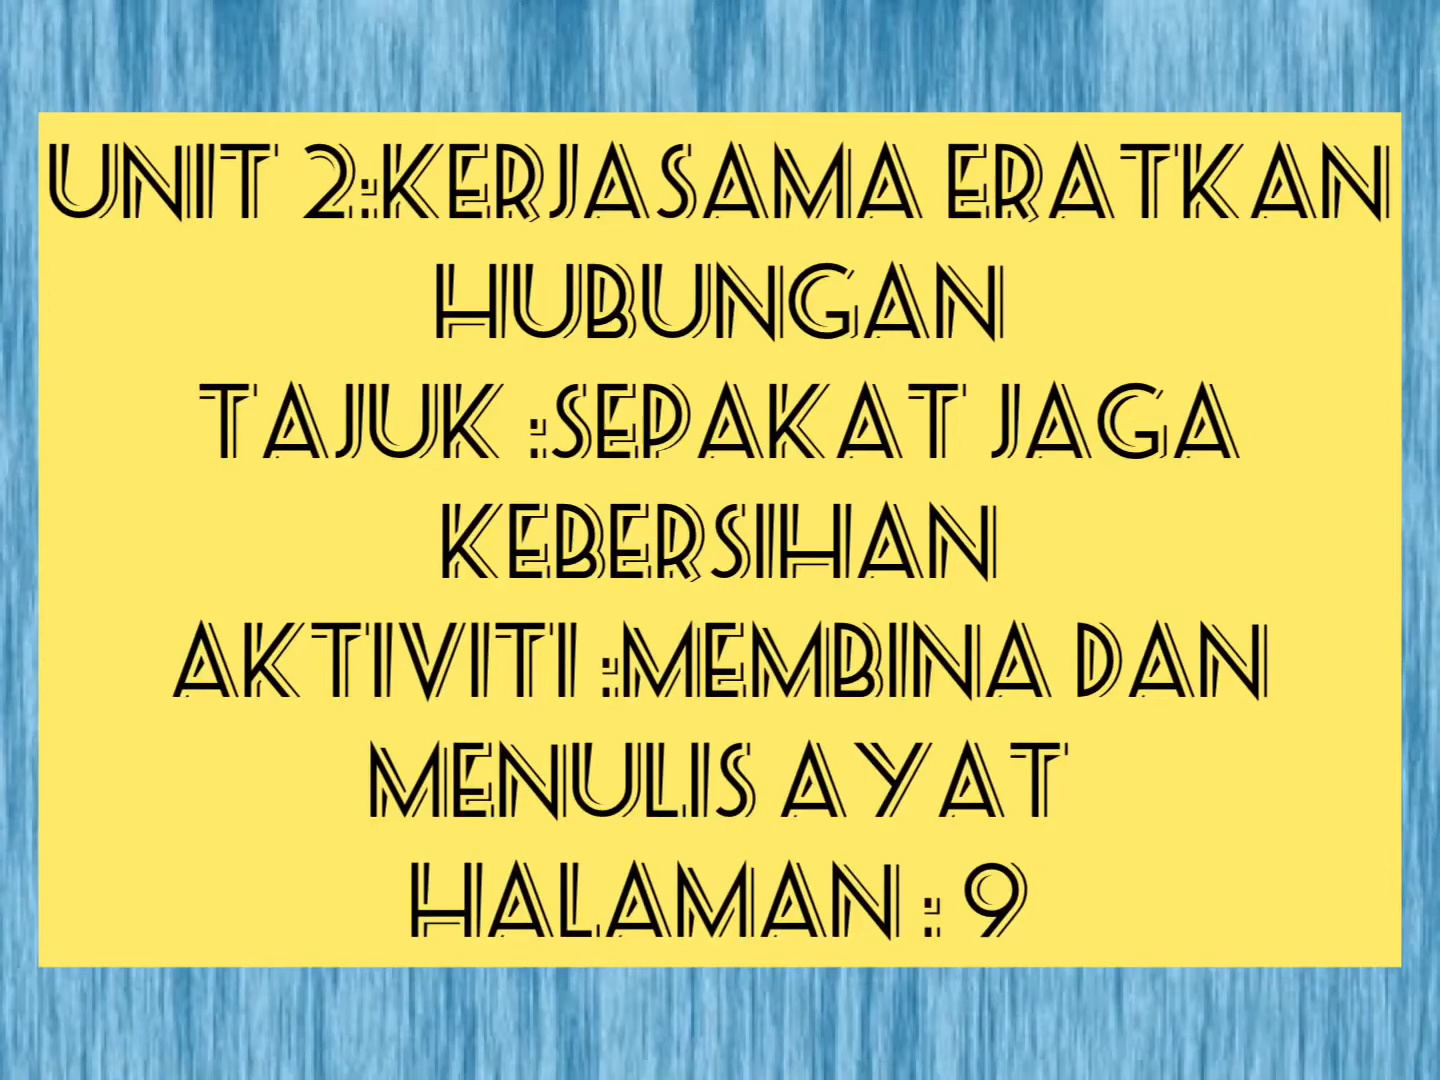 UNIT 2:KERJASAMA ERATKAN
HUBUNGAN
TAJUK :SEPAKAT JAGA
KEBERSIHAN
AKTIVITI :MEMBINA DAN
MENULIS AYAT
HALAMAN : 9